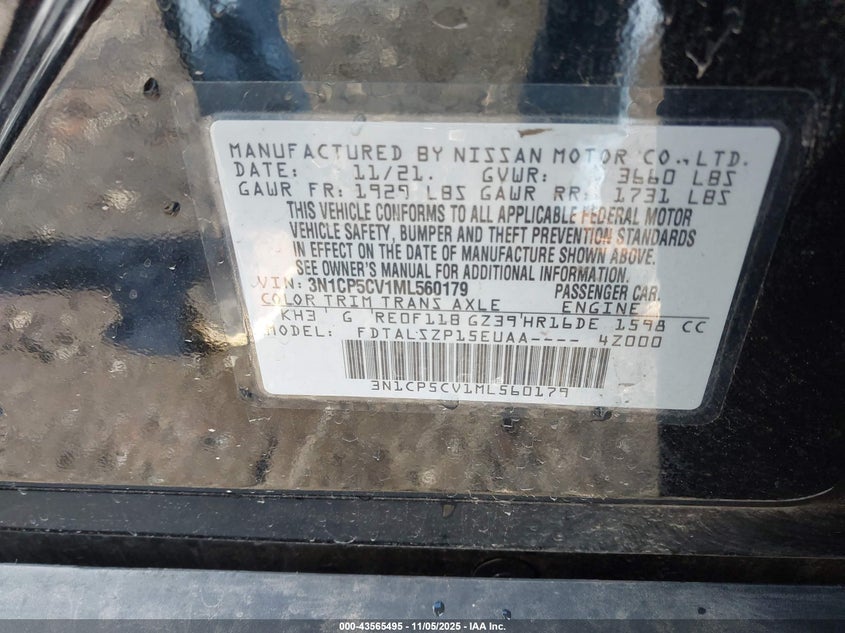 MANUFACTURED BY NISSAN MOTOR CO.,LTD.
DATE: 11/21. GVWR: 3660 LBS
GAWR FR: 1929 LBS GAWR RR: 1731 LBS
THIS VEHICLE CONFORMS TO ALL APPLICABLE FEDERAL MOTOR
VEHICLE SAFETY, BUMPER AND THEFT PREVENTION STANDARDS
IN EFFECT ON THE DATE OF MANUFACTURE SHOWN ABOVE.
SEE OWNER'S MANUAL FOR ADDITIONAL INFORMATION.
VIN: 3N1CP5CV1ML560179 PASSENGER CAR.
COLOR TRIM TRANS AXLE ENGINE
KH3 G RE0F11B GZ39 HR16DE 1598 CC
MODEL: FDTALSZP15EUAA---- 4Z000
3N1CP5CV1ML560179
000-43565495 - 11/05/2025 - IAA Inc.